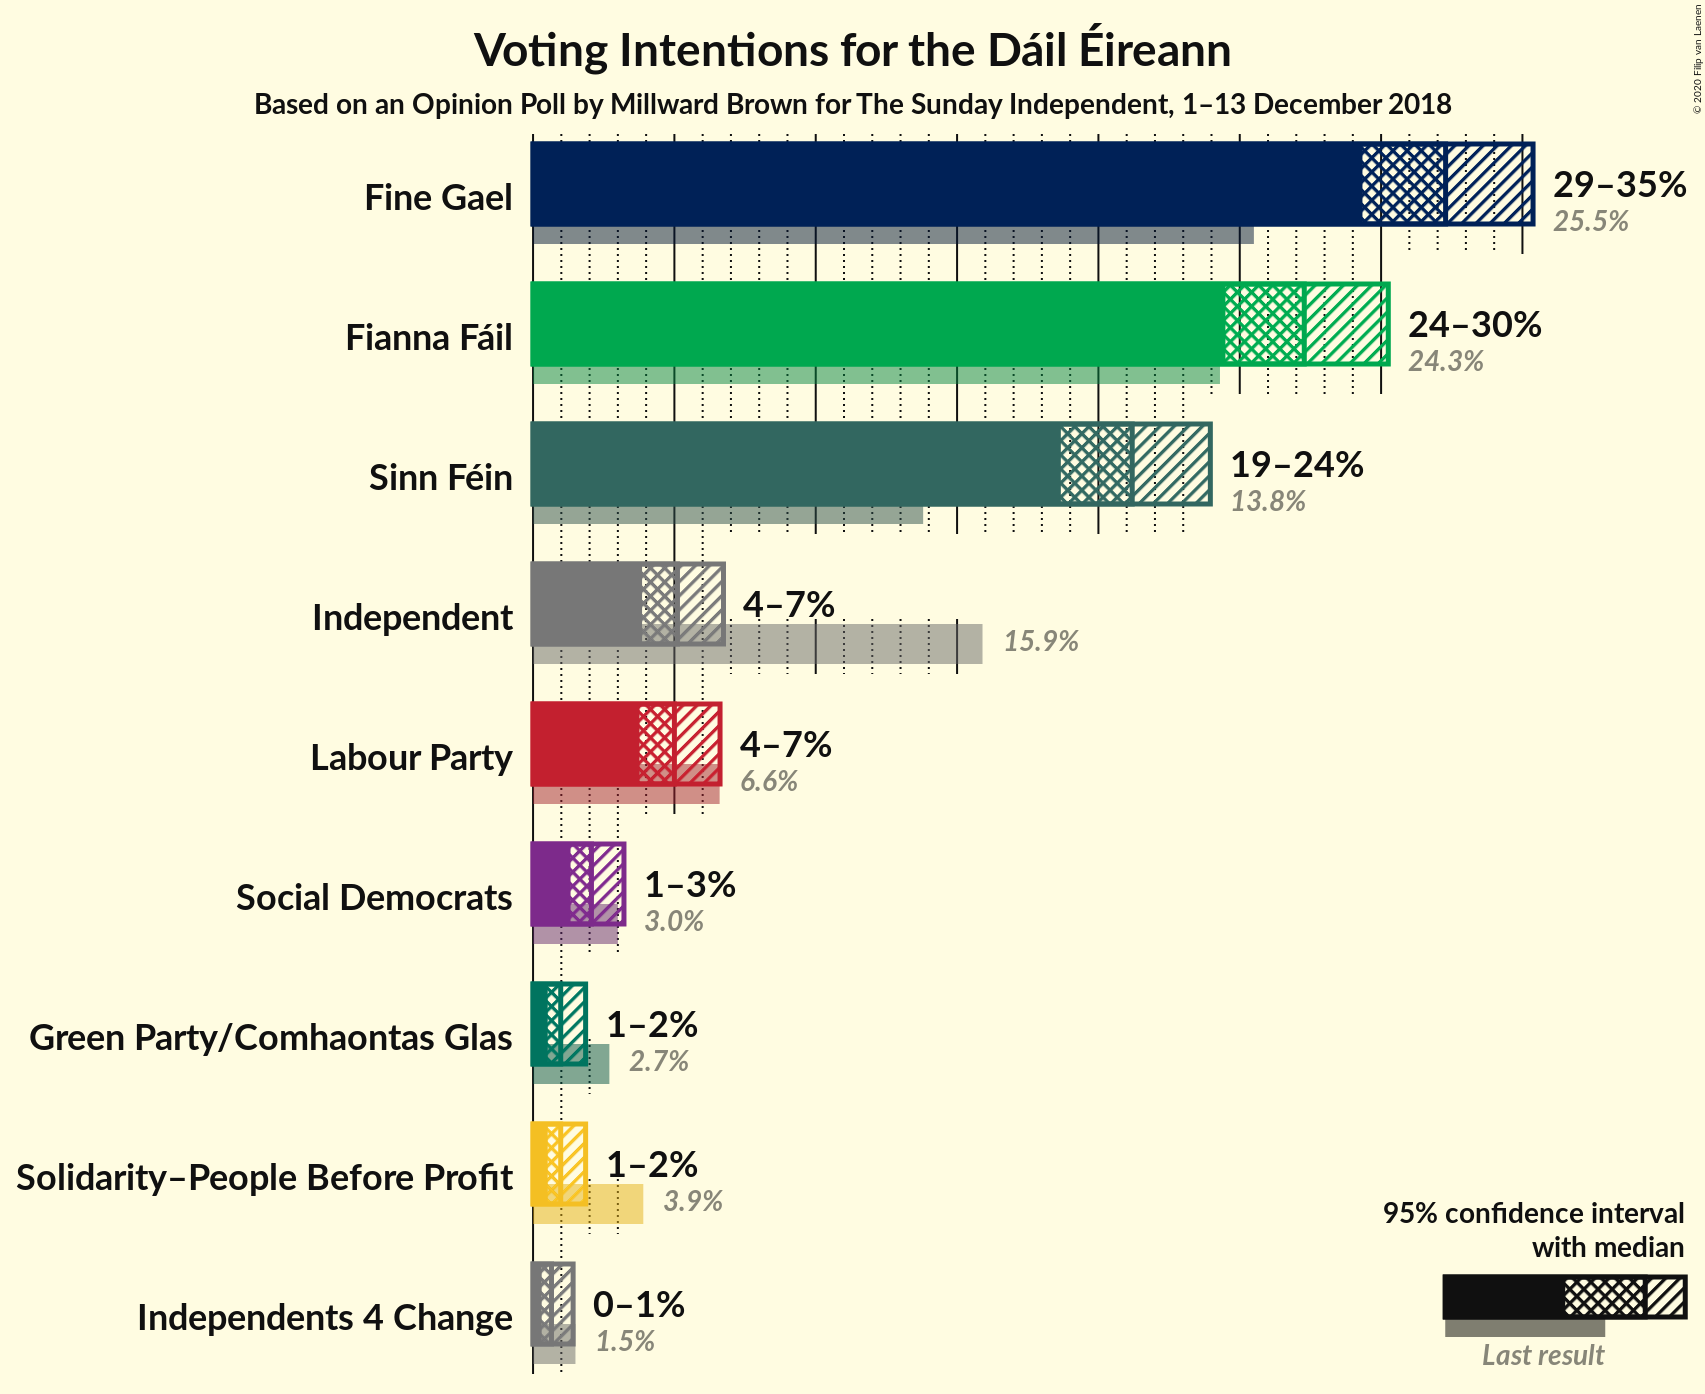 Voting Intentions for the Dáil Éireann
Based on an Opinion Poll by Millward Brown for The Sunday Independent, 1–13 December 2018
© 2020 Filip van Laenen
Fine Gael
29–35%
25.5%
Fianna Fáil
24–30%
24.3%
Sinn Féin
19–24%
13.8%
Independent
4–7%
15.9%
Labour Party
4–7%
6.6%
Social Democrats
1–3%
3.0%
Green Party/Comhaontas Glas
1–2%
2.7%
Solidarity–People Before Profit
1–2%
3.9%
Independents 4 Change
0–1%
1.5%
95% confidence interval
with median
Last result